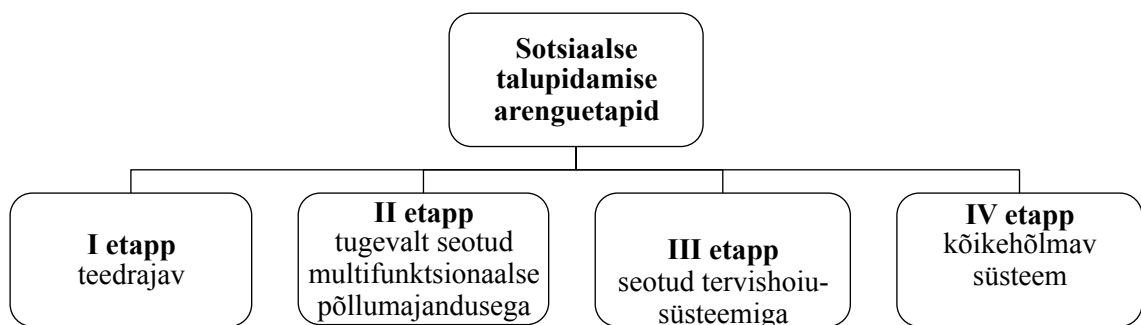 Sotsiaalse
talupidamise
arenguetapid
I etapp
teedrajav
II etapp
tugevalt seotud
multifunktsionaalse
põllumajandusega
III etapp
seotud tervishoiu-
süsteemiga
IV etapp
kõikehõlmav
süsteem